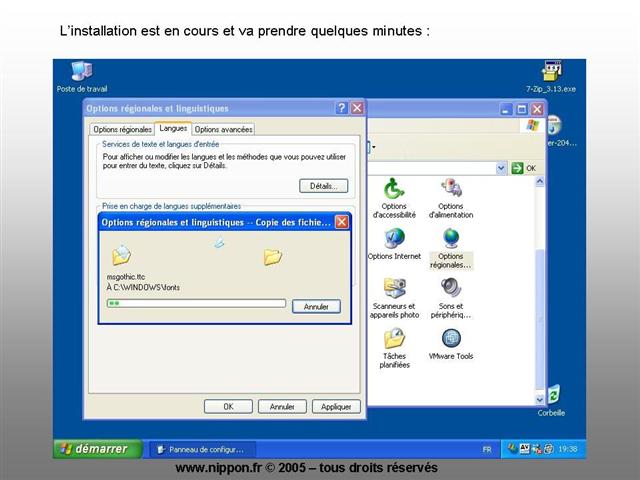 L'installation est en cours et va prendre quelques minutes :
Poste de travail
7-Zip_3.13.exe
Options régionales et linguistiques
Options régionales
Langues
Options avancées
Services de texte et langues d'entrée
Pour afficher ou modifier les langues et les méthodes que vous pouvez utiliser
pour entrer du texte, cliquez sur Détails.
Détails...
Prise en charge de langues supplémentaires
Options régionales et linguistiques -- Copie des fichie...
msgothic.ttc
À C:\WINDOWS\fonts
Annuler
OK
Annuler
Appliquer
er-204...
OK
Options
d'accessibilité
Options
d'alimentation
Options Internet
Options
régionales...
Scanneurs et
appareils photo
Sons et
périphériq...
Tâches
planifiées
VMware Tools
Corbeille
démarrer
Panneau de configur...
FR
19:38
www.nippon.fr © 2005 – tous droits réservés